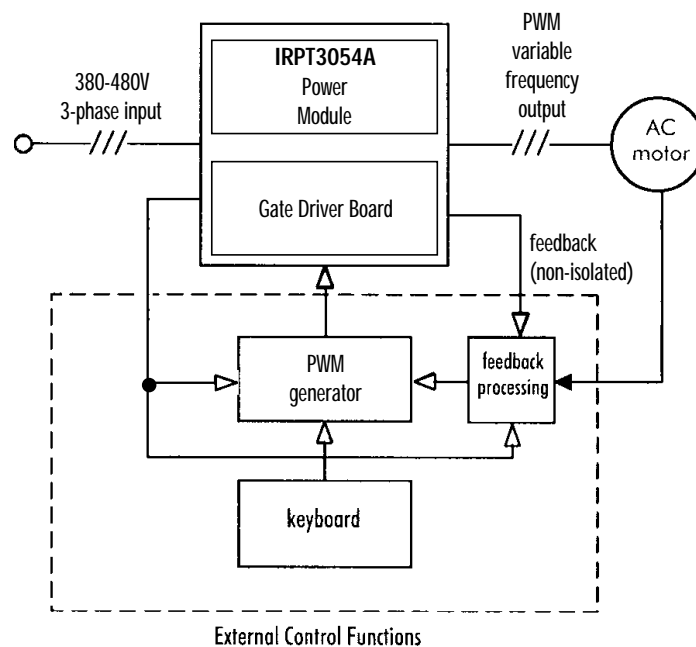 IRPT3054A
Power
Module
380-480V
3-phase input
PWM
variable
frequency
output
AC
motor
Gate Driver Board
feedback
(non-isolated)
PWM
generator
feedback
processing
keyboard
External Control Functions